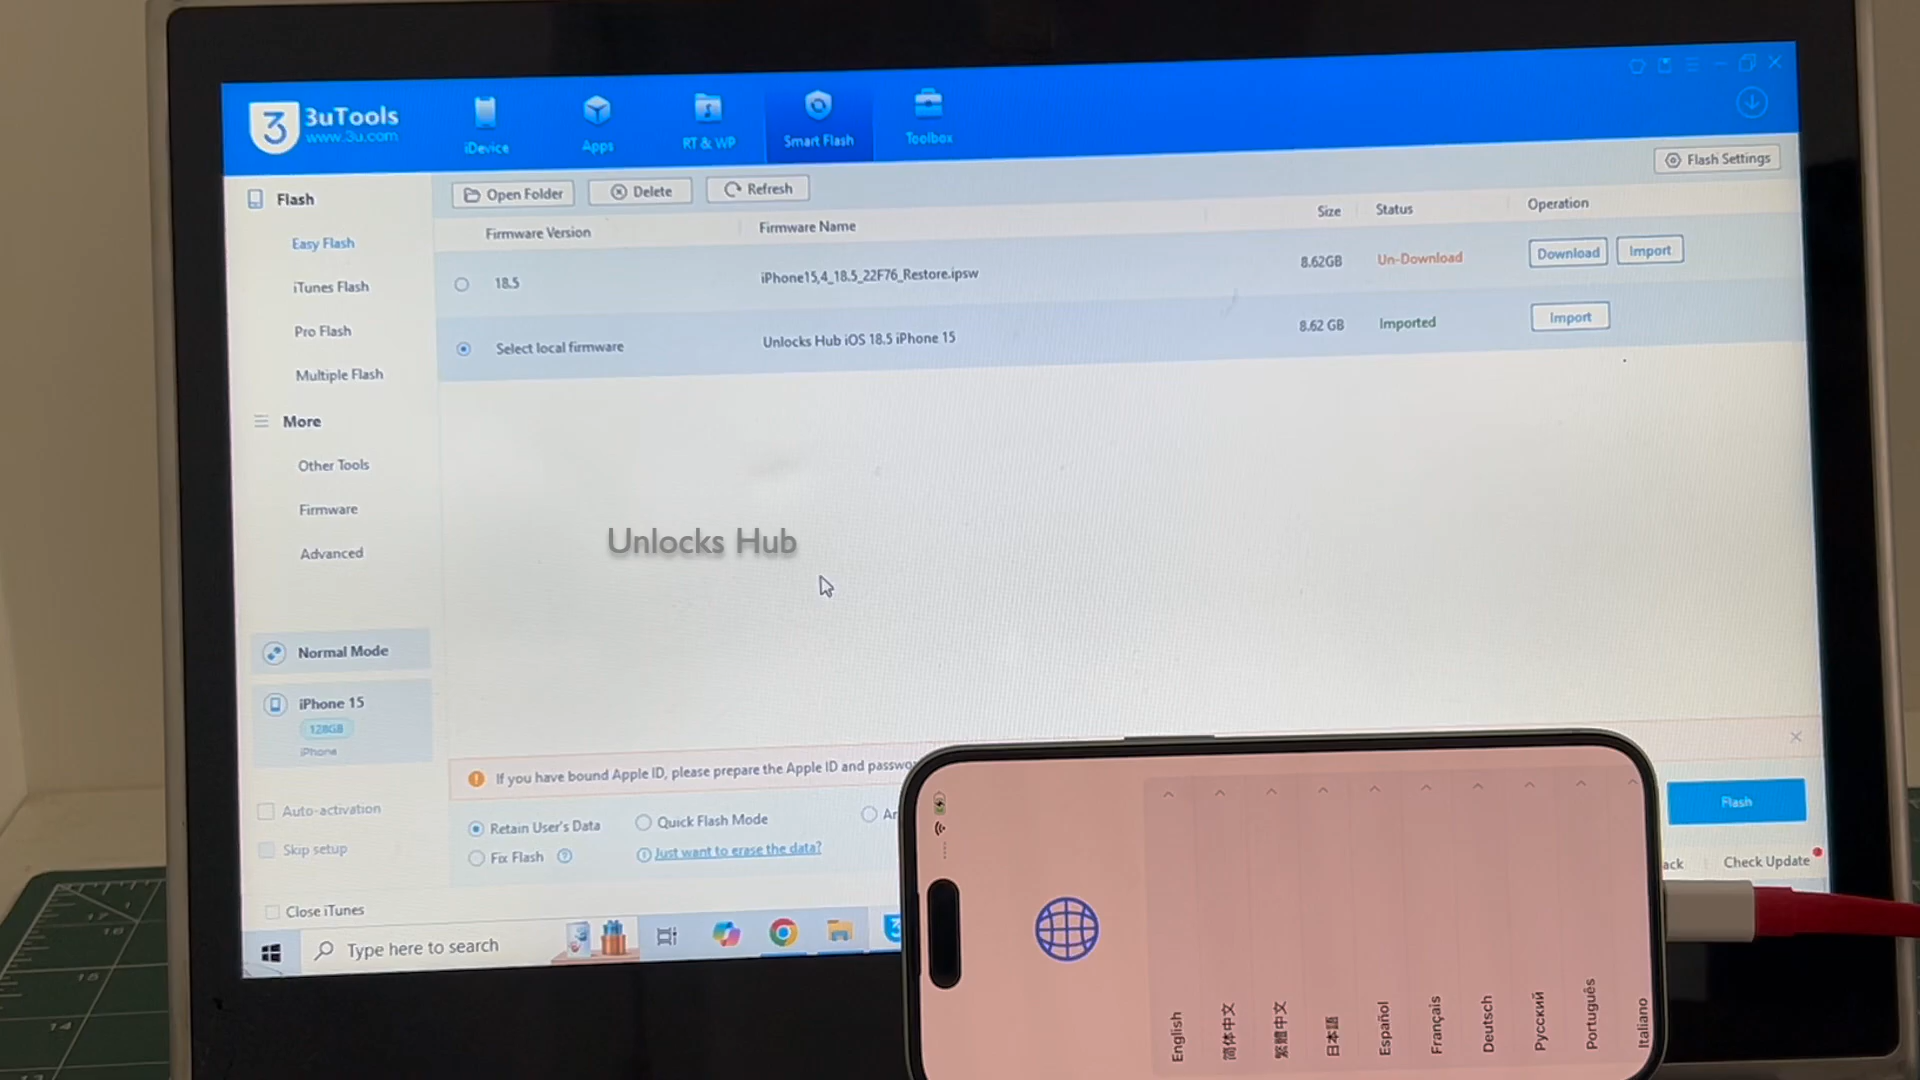 3uTools
www.3u.com
iDevice
Apps
RT & WP
Smart Flash
Toolbox
Flash Settings
Flash
Easy Flash
iTunes Flash
Pro Flash
Multiple Flash
More
Other Tools
Firmware
Advanced
Normal Mode
iPhone 15
128GB
iPhone
Auto-activation
Skip setup
Close iTunes
Open Folder
Delete
Refresh
Firmware Version
Firmware Name
Size
Status
Operation
18.5
iPhone15,4_18.5_22F76_Restore.ipsw
8.62GB
Un-Download
Download
Import
Select local firmware
Unlocks Hub iOS 18.5 iPhone 15
8.62 GB
Imported
Import
Unlocks Hub
If you have bound Apple ID, please prepare the Apple ID and
Retain User's Data
Quick Flash Mode
Fix Flash
Just want to erase the data?
Flash
Check Update
Type here to search
English
简体中文
繁體中文
日本語
Español
Français
Deutsch
Русский
Português
Italiano
17
16
15
14